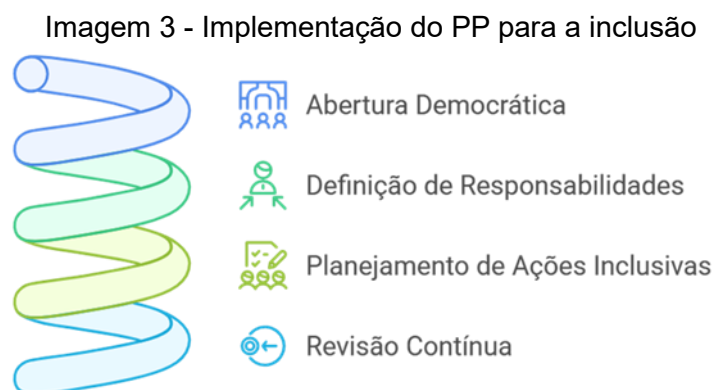 Imagem 3 - Implementação do PP para a inclusão
Abertura Democrática
Definição de Responsabilidades
Planejamento de Ações Inclusivas
Revisão Contínua